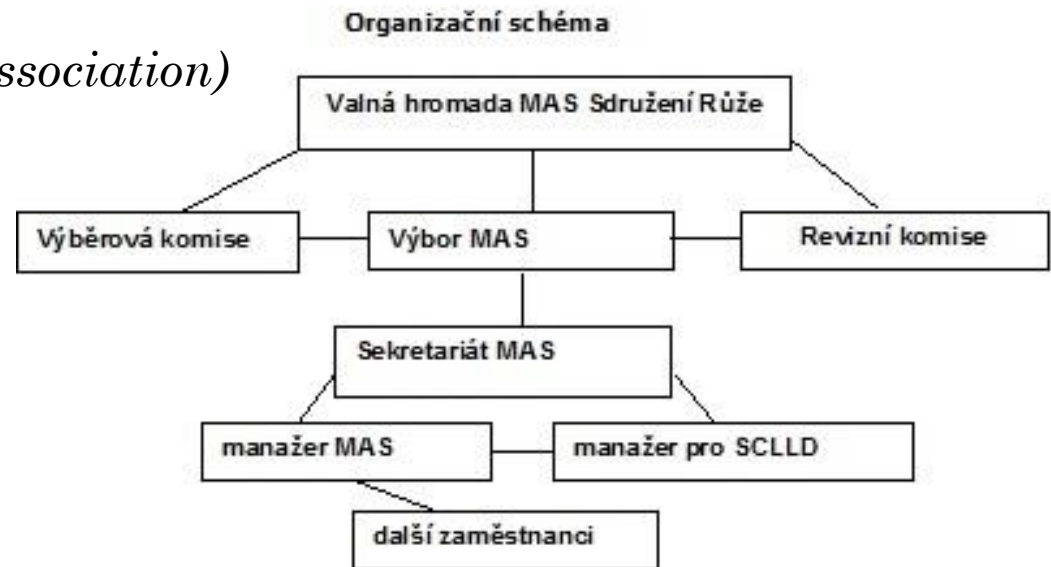 Organizační schéma
ssociation)
Valná hromada MAS Sdružení Růže
Výběrová komise
Výbor MAS
Revizní komise
Sekretariát MAS
manažer MAS
manažer pro SCLLD
další zaměstnanci